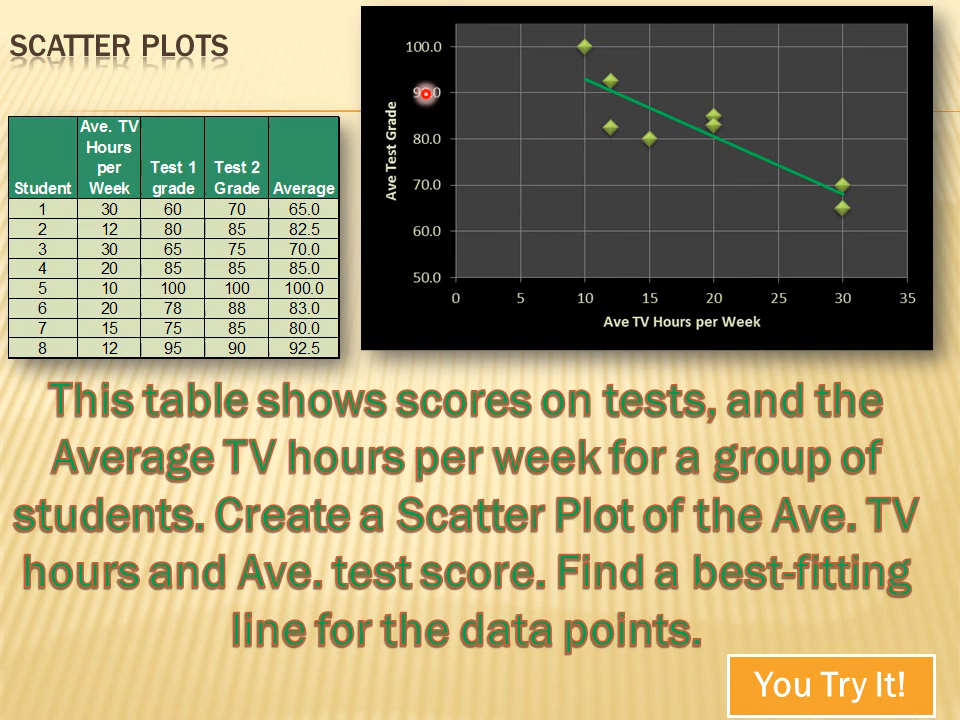 SCATTER PLOTS
Ave. TV
Hours
per Test 1 Test 2
Student Week grade Grade Average
1 30 60 70 65.0
2 12 80 85 82.5
3 30 65 75 70.0
4 20 85 85 85.0
5 10 100 100 100.0
6 20 78 88 83.0
7 15 75 85 80.0
8 12 95 90 92.5
Ave Test Grade
100.0
90.0
80.0
70.0
60.0
50.0
0 5 10 15 20 25 30 35
Ave TV Hours per Week
This table shows scores on tests, and the
Average TV hours per week for a group of
students. Create a Scatter Plot of the Ave. TV
hours and Ave. test score. Find a best-fitting
line for the data points.
You Try It!